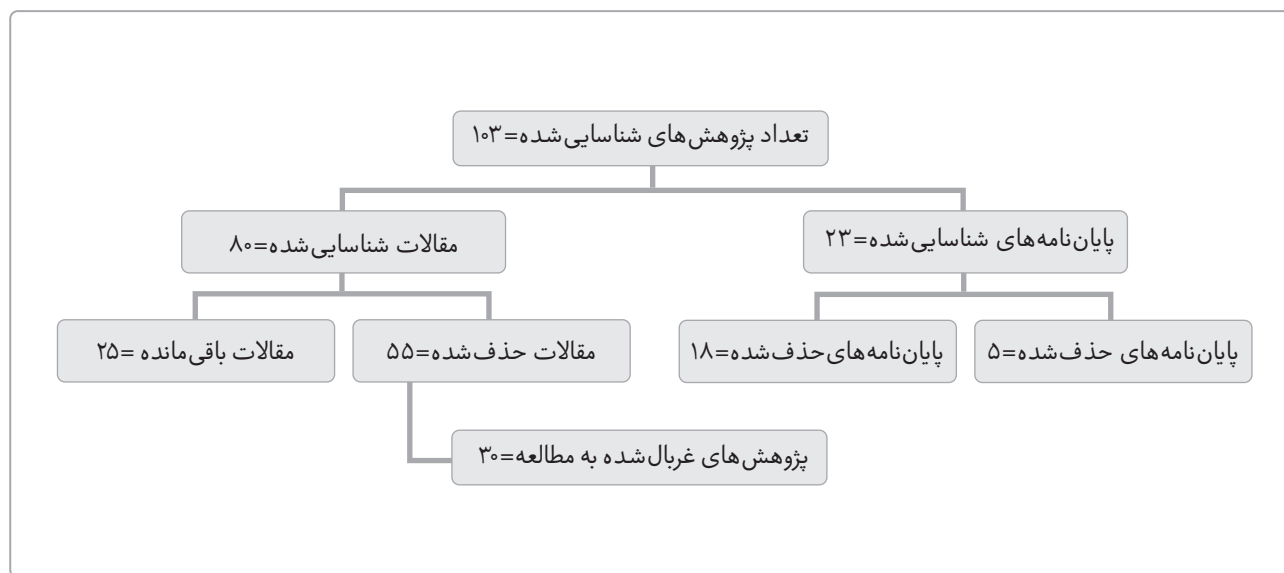 تعداد پژوهش‌های شناسایی‌شده=۱۰۳
پایان‌نامه‌های شناسایی‌شده=۲۳
مقالات شناسایی‌شده=۸۰
پایان‌نامه‌های حذف‌شده=۵
پایان‌نامه‌های‌حذف‌شده=۱۸
مقالات حذف‌شده=۵۵
مقالات باقی‌مانده =۲۵
پژوهش‌های غربال‌شده به مطالعه=۳۰